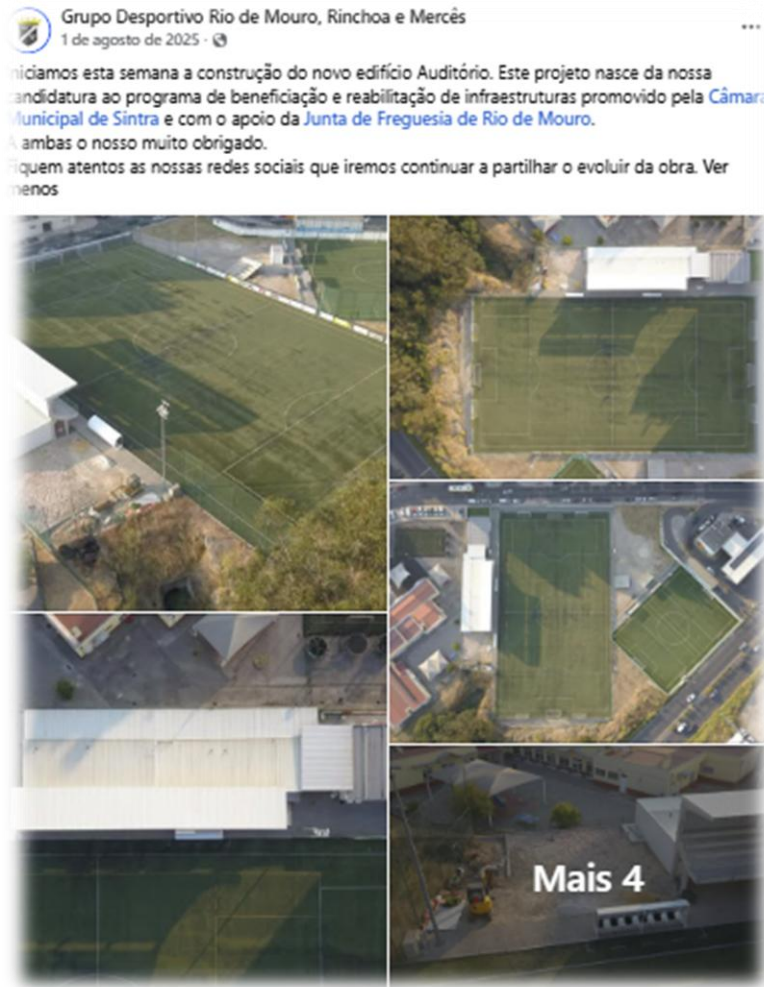 Grupo Desportivo Rio de Mouro, Rinchoa e Mercês
1 de agosto de 2025 ·
niciamos esta semana a construção do novo edifício Auditório. Este projeto nasce da nossa
candidatura ao programa de beneficiação e reabilitação de infraestruturas promovido pela Câmara
Municipal de Sintra e com o apoio da Junta de Freguesia de Rio de Mouro.
A ambas o nosso muito obrigado.
Fiquem atentos as nossas redes sociais que iremos continuar a partilhar o evoluir da obra. Ver
menos
Mais 4